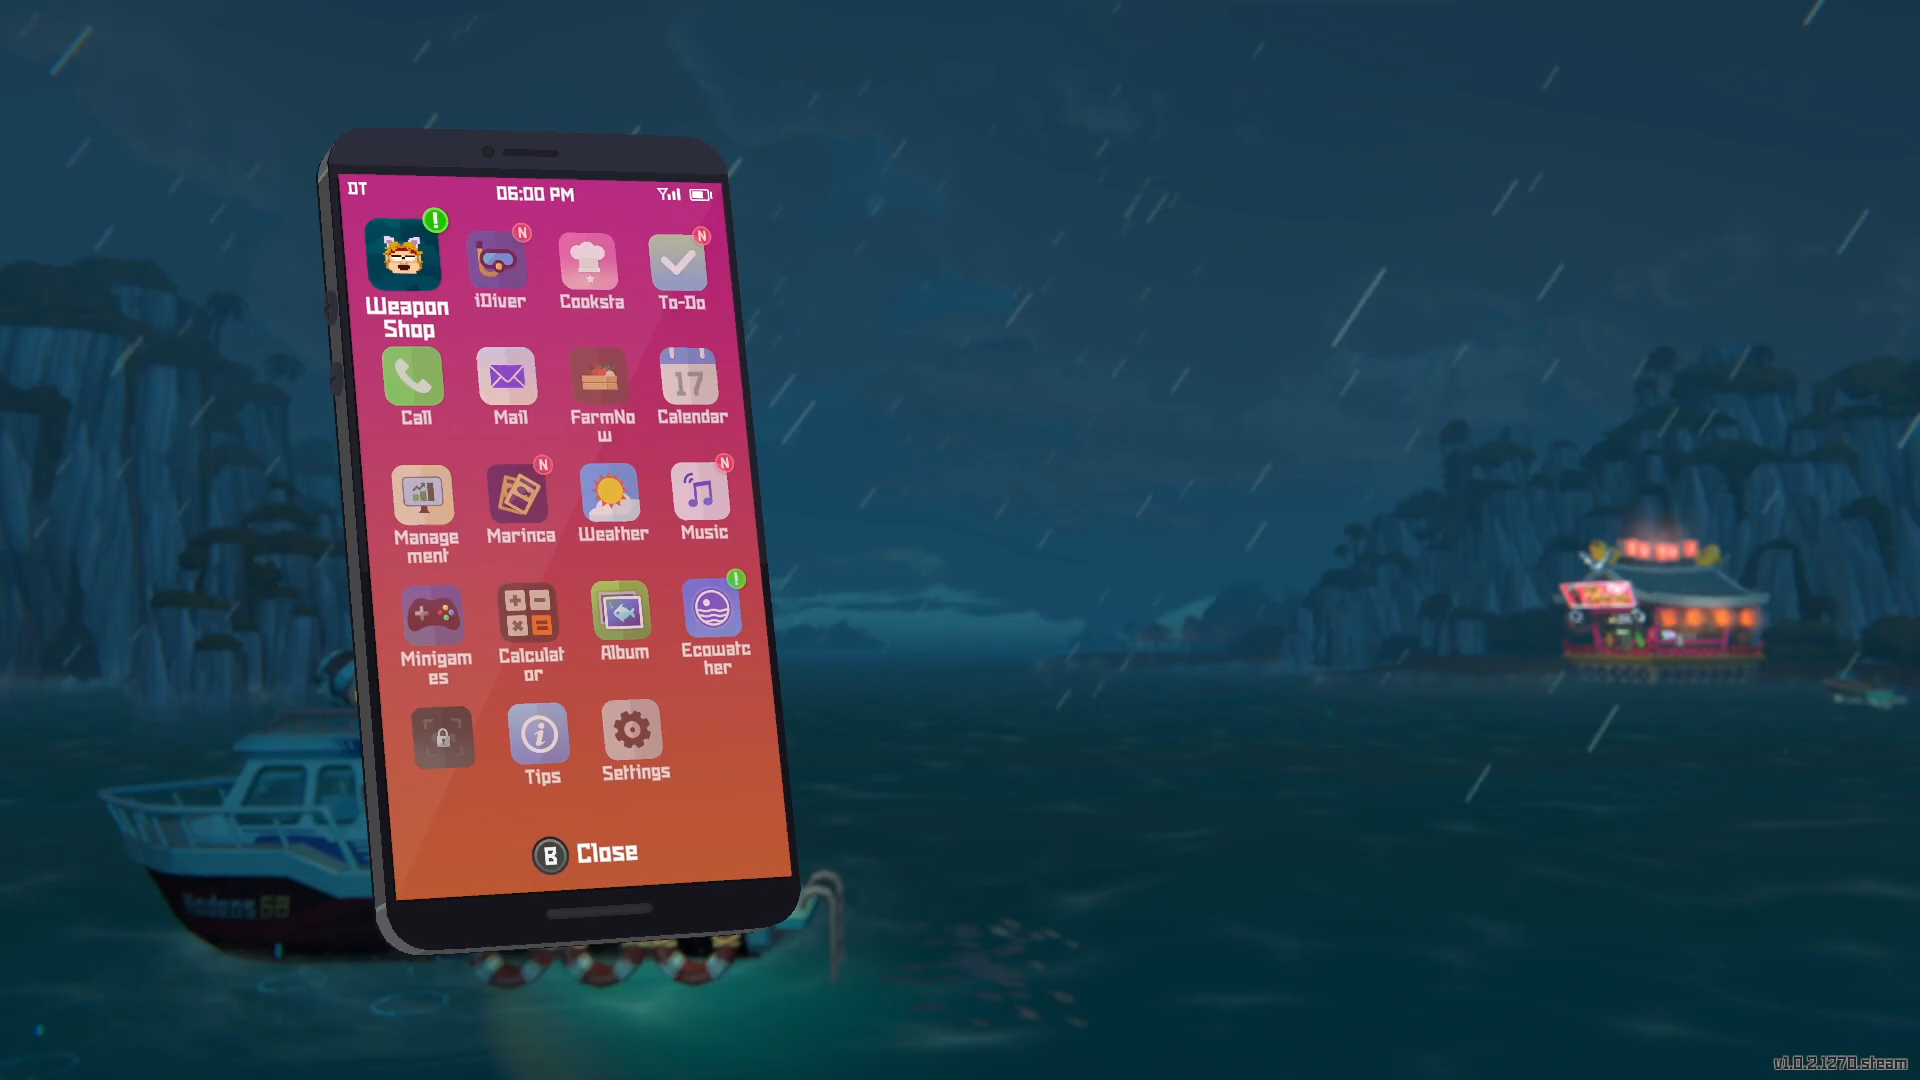 DT
06:00 PM
!
N
N
Weapon
Shop
iDiver
Cooksta
To-Do
17
Call
Mail
FarmNo
w
Calendar
N
N
Manage
ment
Marinca
Weather
Music
!
Minigam
es
Calculat
or
Album
Ecowatc
her
i
Tips
Settings
B Close
v1.0.2.1270.steam